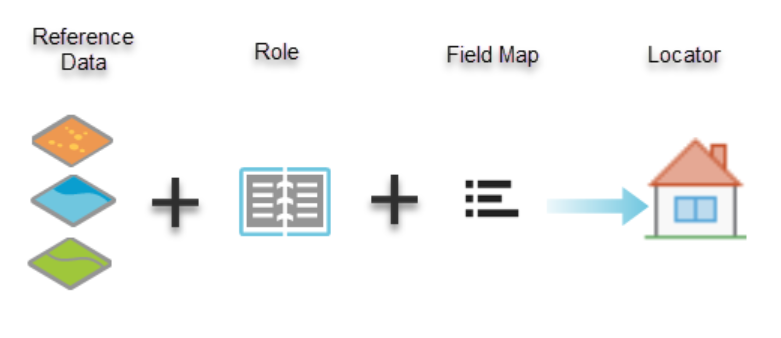 Reference
Data
Role
Field Map
Locator